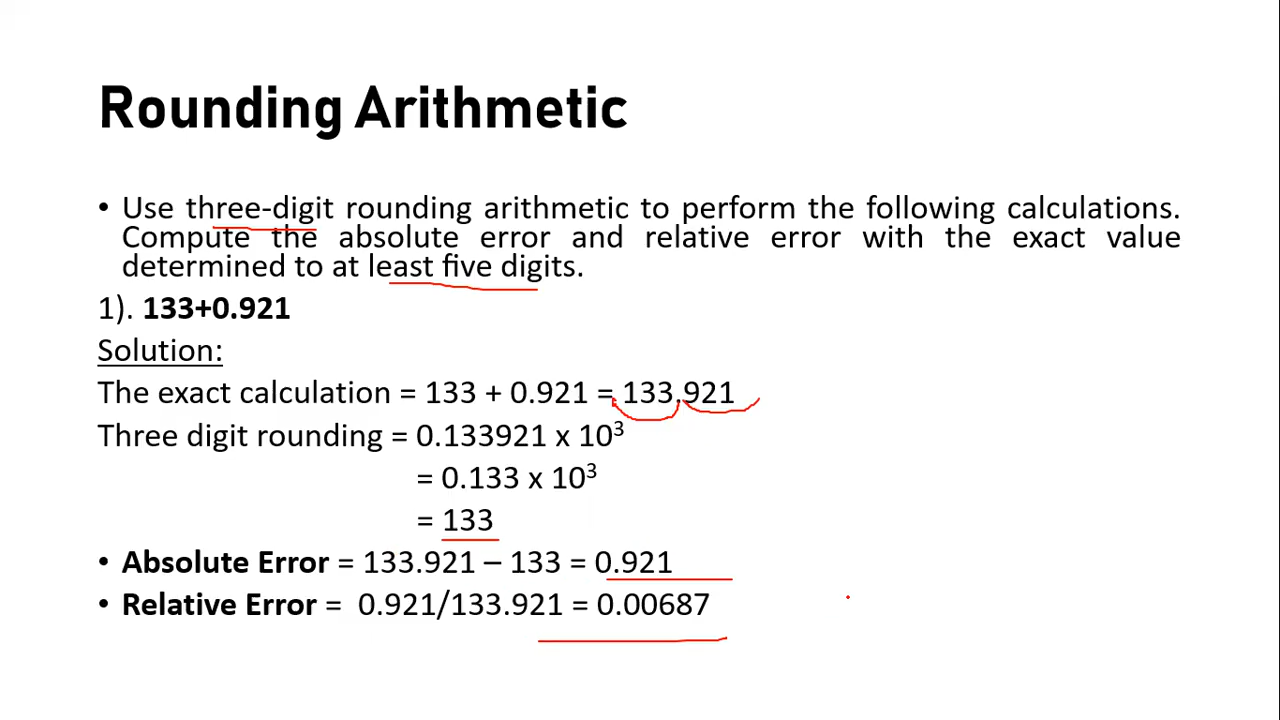 Rounding Arithmetic
• Use three-digit rounding arithmetic to perform the following calculations.
Compute the absolute error and relative error with the exact value
determined to at least five digits.
1). 133+0.921
Solution:
The exact calculation = 133 + 0.921 = 133.921
Three digit rounding = 0.133921 x 10³
= 0.133 x 10³
= 133
• Absolute Error = 133.921 – 133 = 0.921
• Relative Error = 0.921/133.921 = 0.00687